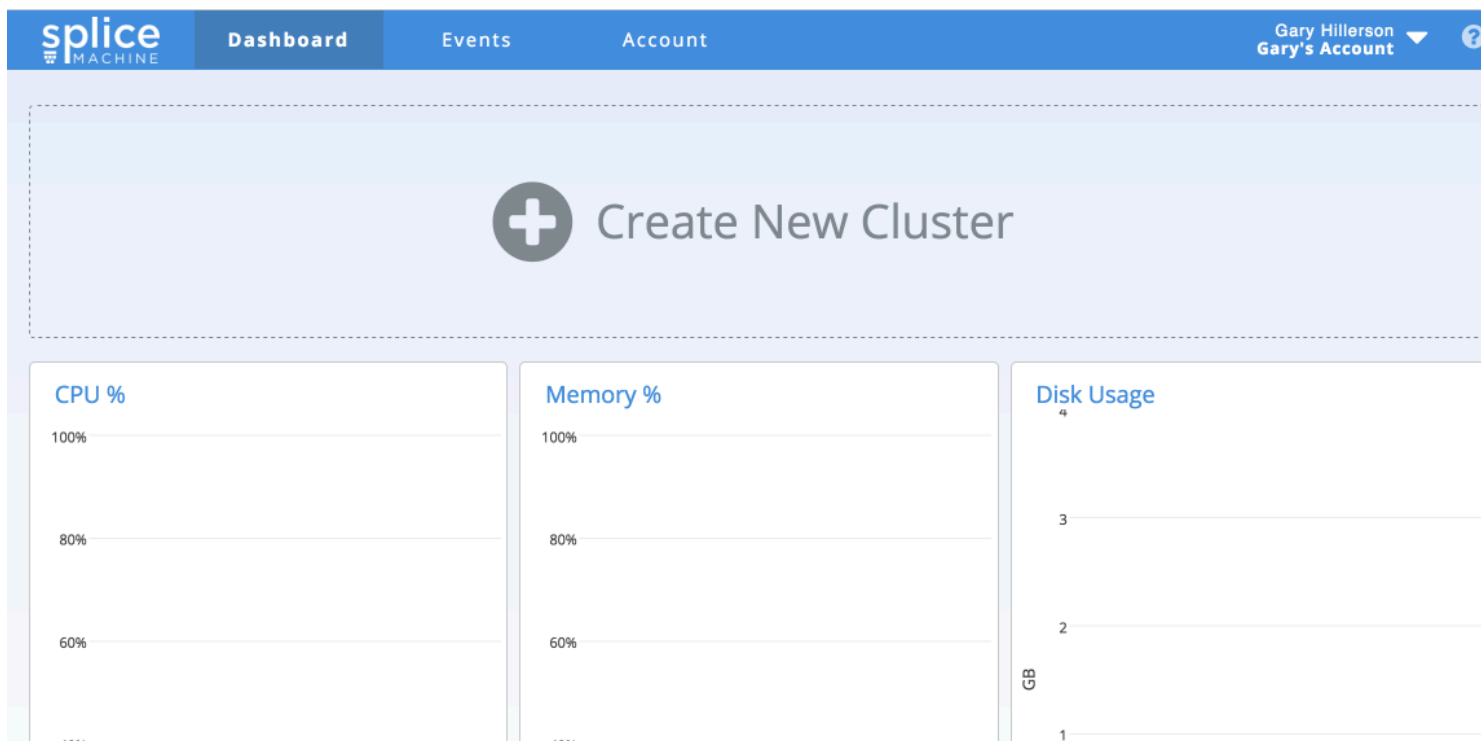 splice
MACHINE
Dashboard
Events
Account
Gary Hillerson
Gary's Account
?
Create New Cluster
CPU %
100%
80%
60%
Memory %
100%
80%
60%
Disk Usage
4
3
2
1
GB